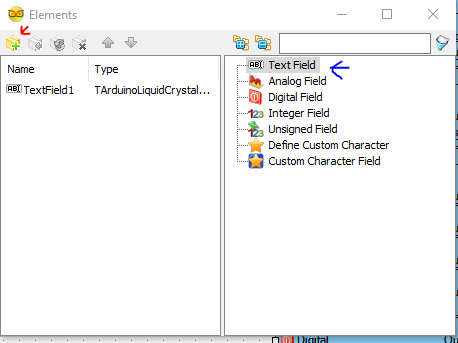 Elements
Name Type
TextField1 TArduinoLiquidCrystal...
Text Field
Analog Field
Digital Field
Integer Field
Unsigned Field
Define Custom Character
Custom Character Field
Digital